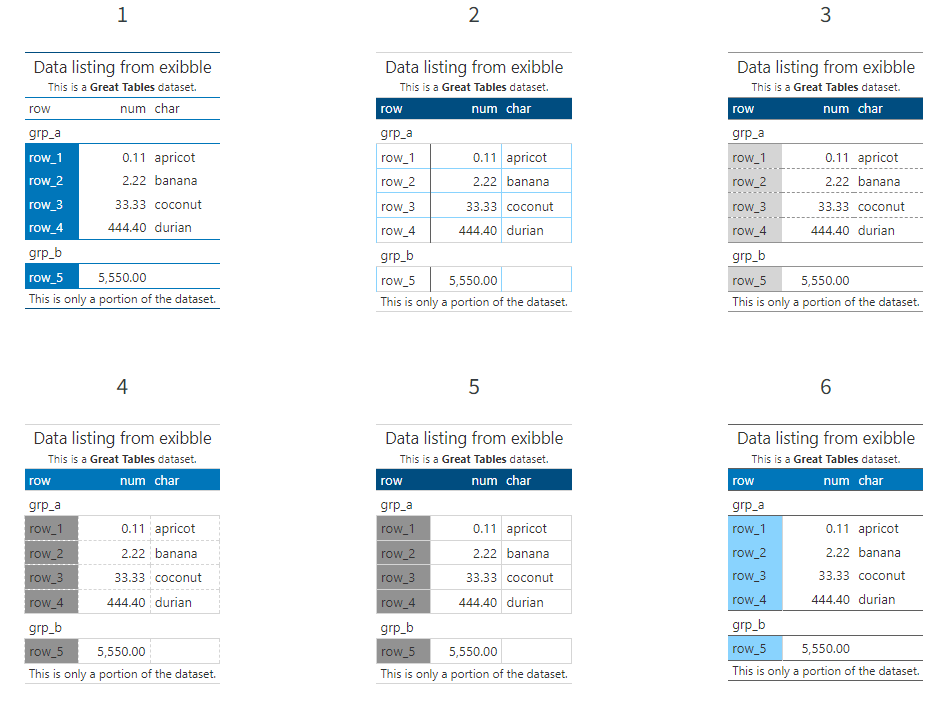 1
Data listing from exibble
This is a Great Tables dataset.
row num char
grp_a
row_1 0.11 apricot
row_2 2.22 banana
row_3 33.33 coconut
row_4 444.40 durian
grp_b
row_5 5,550.00
This is only a portion of the dataset.
2
Data listing from exibble
This is a Great Tables dataset.
row num char
grp_a
row_1 0.11 apricot
row_2 2.22 banana
row_3 33.33 coconut
row_4 444.40 durian
grp_b
row_5 5,550.00
This is only a portion of the dataset.
3
Data listing from exibble
This is a Great Tables dataset.
row num char
grp_a
row_1 0.11 apricot
row_2 2.22 banana
row_3 33.33 coconut
row_4 444.40 durian
grp_b
row_5 5,550.00
This is only a portion of the dataset.
4
Data listing from exibble
This is a Great Tables dataset.
row num char
grp_a
row_1 0.11 apricot
row_2 2.22 banana
row_3 33.33 coconut
row_4 444.40 durian
grp_b
row_5 5,550.00
This is only a portion of the dataset.
5
Data listing from exibble
This is a Great Tables dataset.
row num char
grp_a
row_1 0.11 apricot
row_2 2.22 banana
row_3 33.33 coconut
row_4 444.40 durian
grp_b
row_5 5,550.00
This is only a portion of the dataset.
6
Data listing from exibble
This is a Great Tables dataset.
row num char
grp_a
row_1 0.11 apricot
row_2 2.22 banana
row_3 33.33 coconut
row_4 444.40 durian
grp_b
row_5 5,550.00
This is only a portion of the dataset.